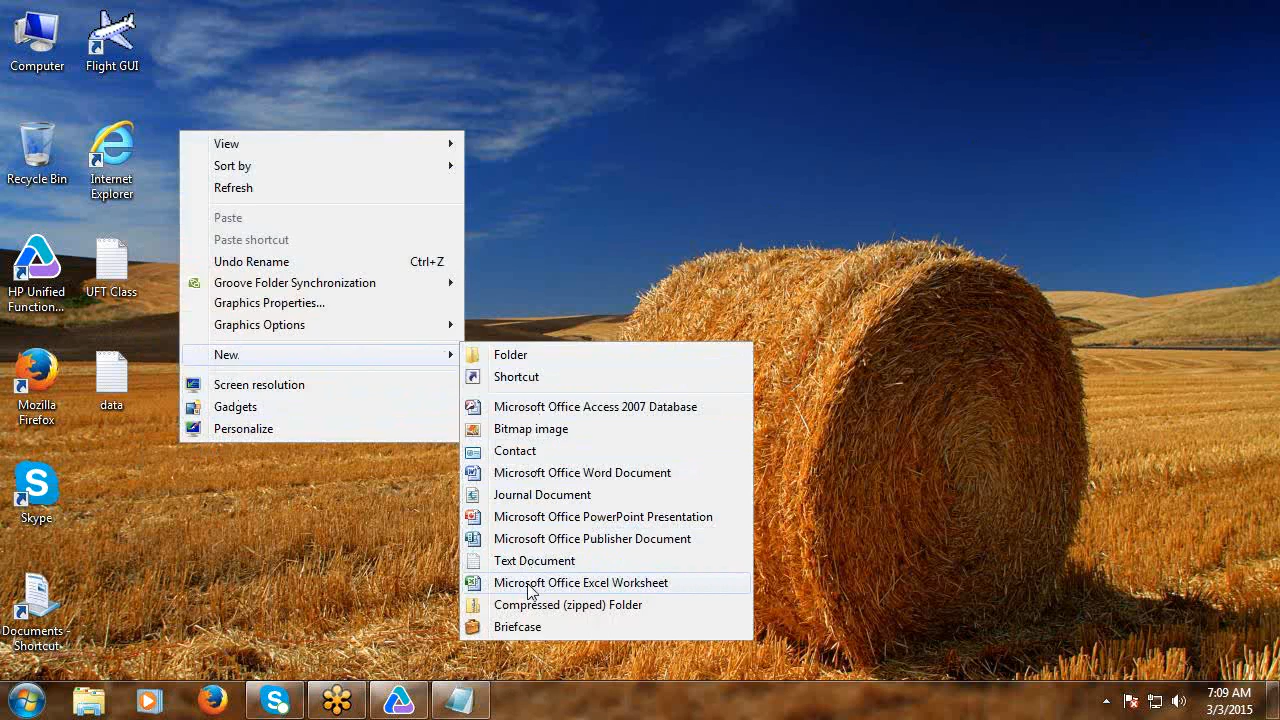 Computer
Flight GUI
Recycle Bin
Internet
Explorer
HP Unified
Function...
UFT Class
Mozilla
Firefox
data
Skype
Documents -
Shortcut
View
Sort by
Refresh
Paste
Paste shortcut
Undo Rename Ctrl+Z
Groove Folder Synchronization
Graphics Properties...
Graphics Options
New
Screen resolution
Gadgets
Personalize
Folder
Shortcut
Microsoft Office Access 2007 Database
Bitmap image
Contact
Microsoft Office Word Document
Journal Document
Microsoft Office PowerPoint Presentation
Microsoft Office Publisher Document
Text Document
Microsoft Office Excel Worksheet
Compressed (zipped) Folder
Briefcase
7:09 AM
3/3/2015